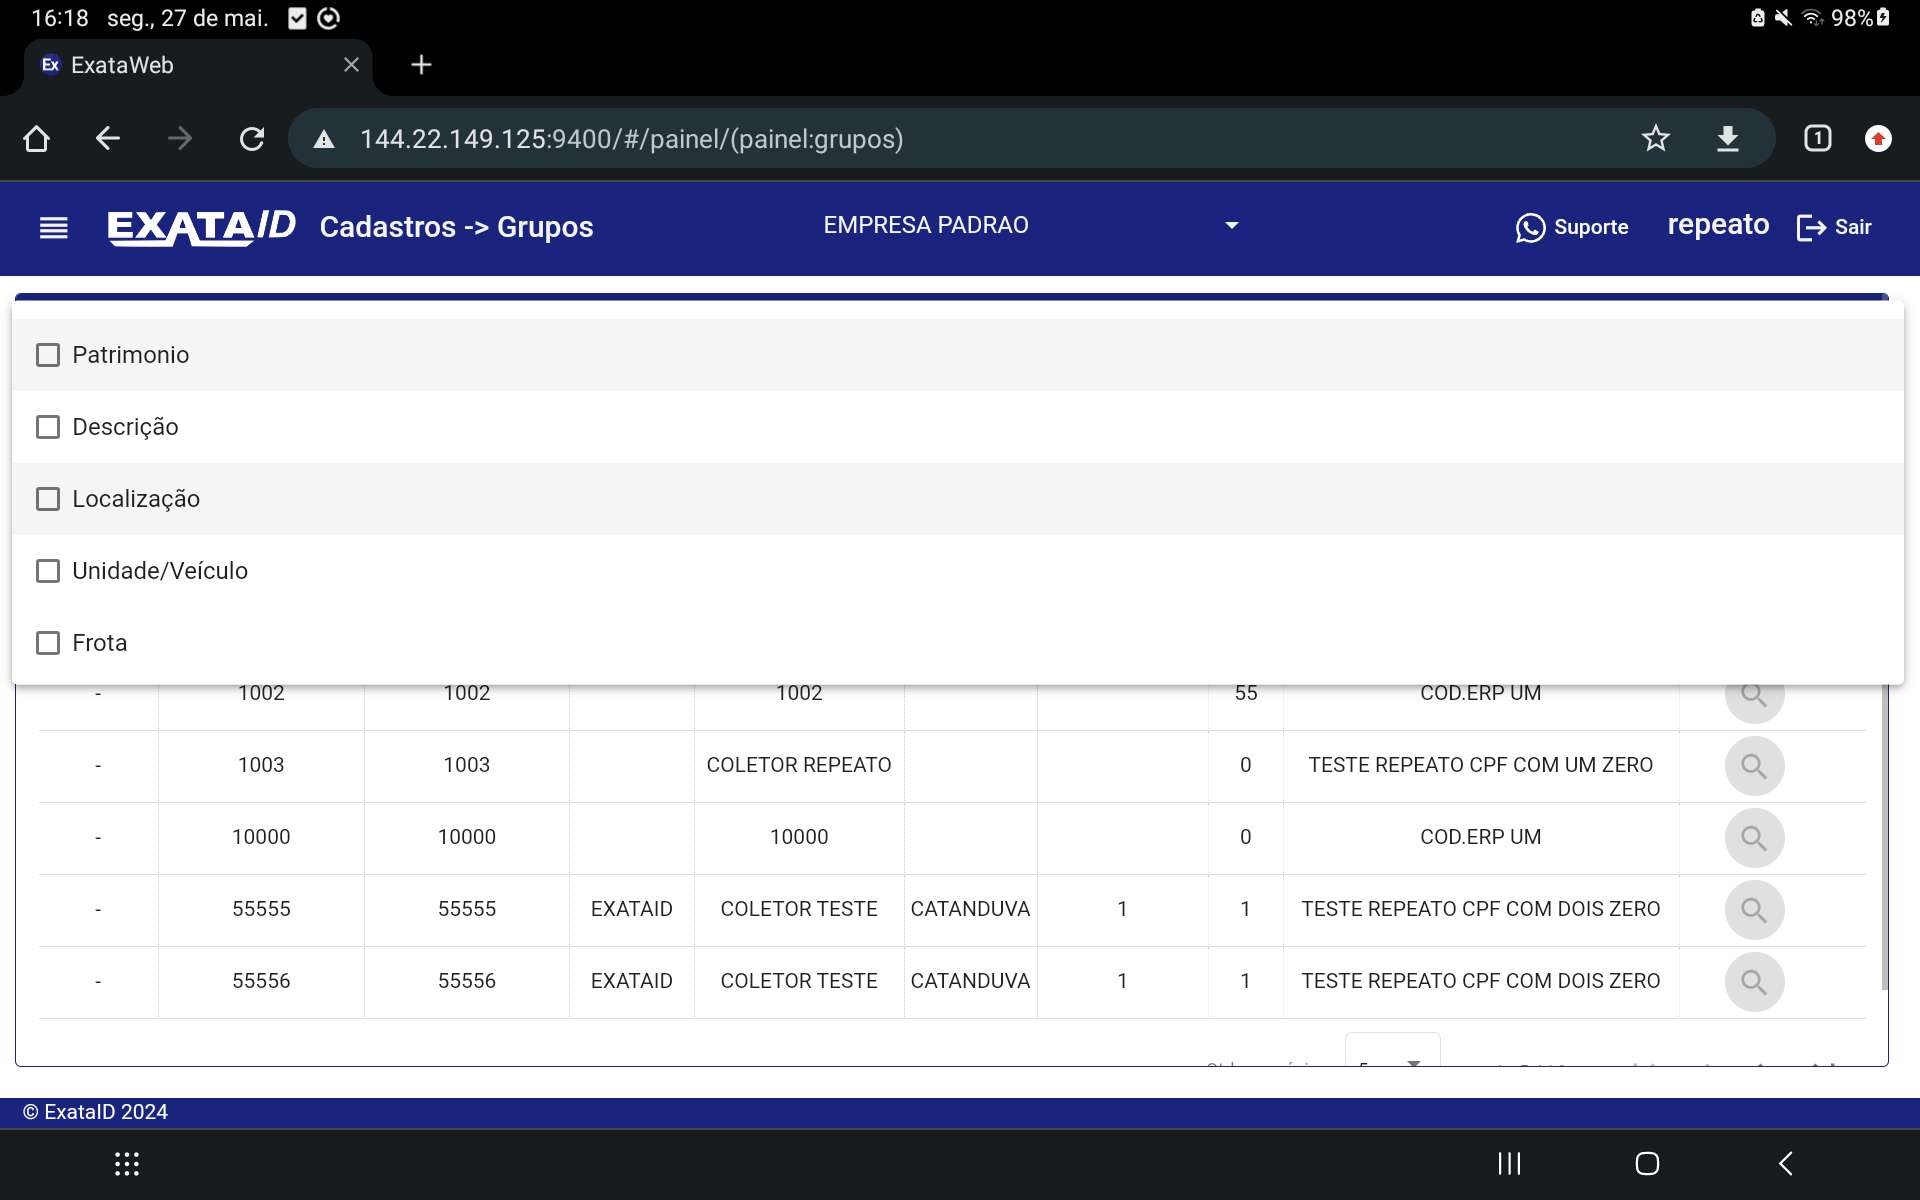 16:18 seg., 27 de mai. 98%
Ex ExataWeb
144.22.149.125:9400/#/painel/(painel:grupos) 1
EXATAID Cadastros -> Grupos EMPRESA PADRAO Suporte repeato Sair
Patrimonio
Descrição
Localização
Unidade/Veículo
Frota
- 1002 1002 1002 55 COD.ERP UM
- 1003 1003 COLETOR REPEATO 0 TESTE REPEATO CPF COM UM ZERO
- 10000 10000 10000 0 COD.ERP UM
- 55555 55555 EXATAID COLETOR TESTE CATANDUVA 1 1 TESTE REPEATO CPF COM DOIS ZERO
- 55556 55556 EXATAID COLETOR TESTE CATANDUVA 1 1 TESTE REPEATO CPF COM DOIS ZERO
© ExataID 2024